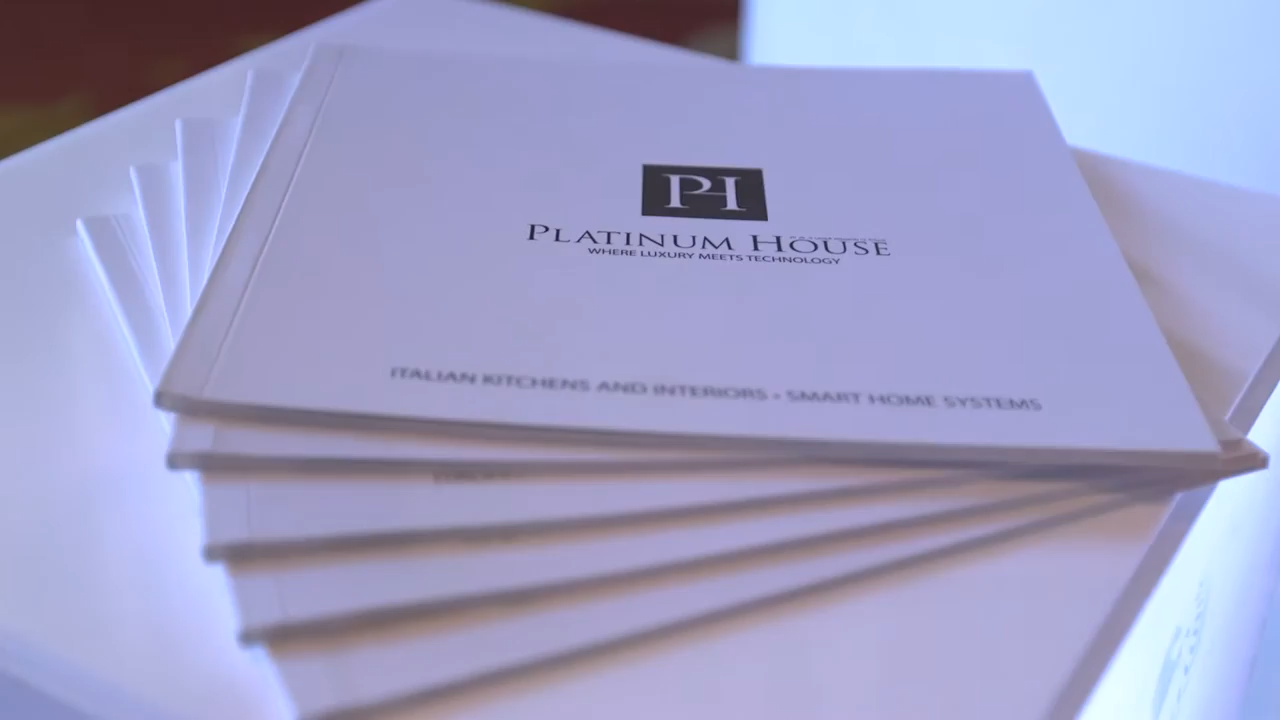 PH
PLATINUM HOUSE
WHERE LUXURY MEETS TECHNOLOGY
ITALIAN KITCHENS AND INTERIORS • SMART HOME SYSTEMS